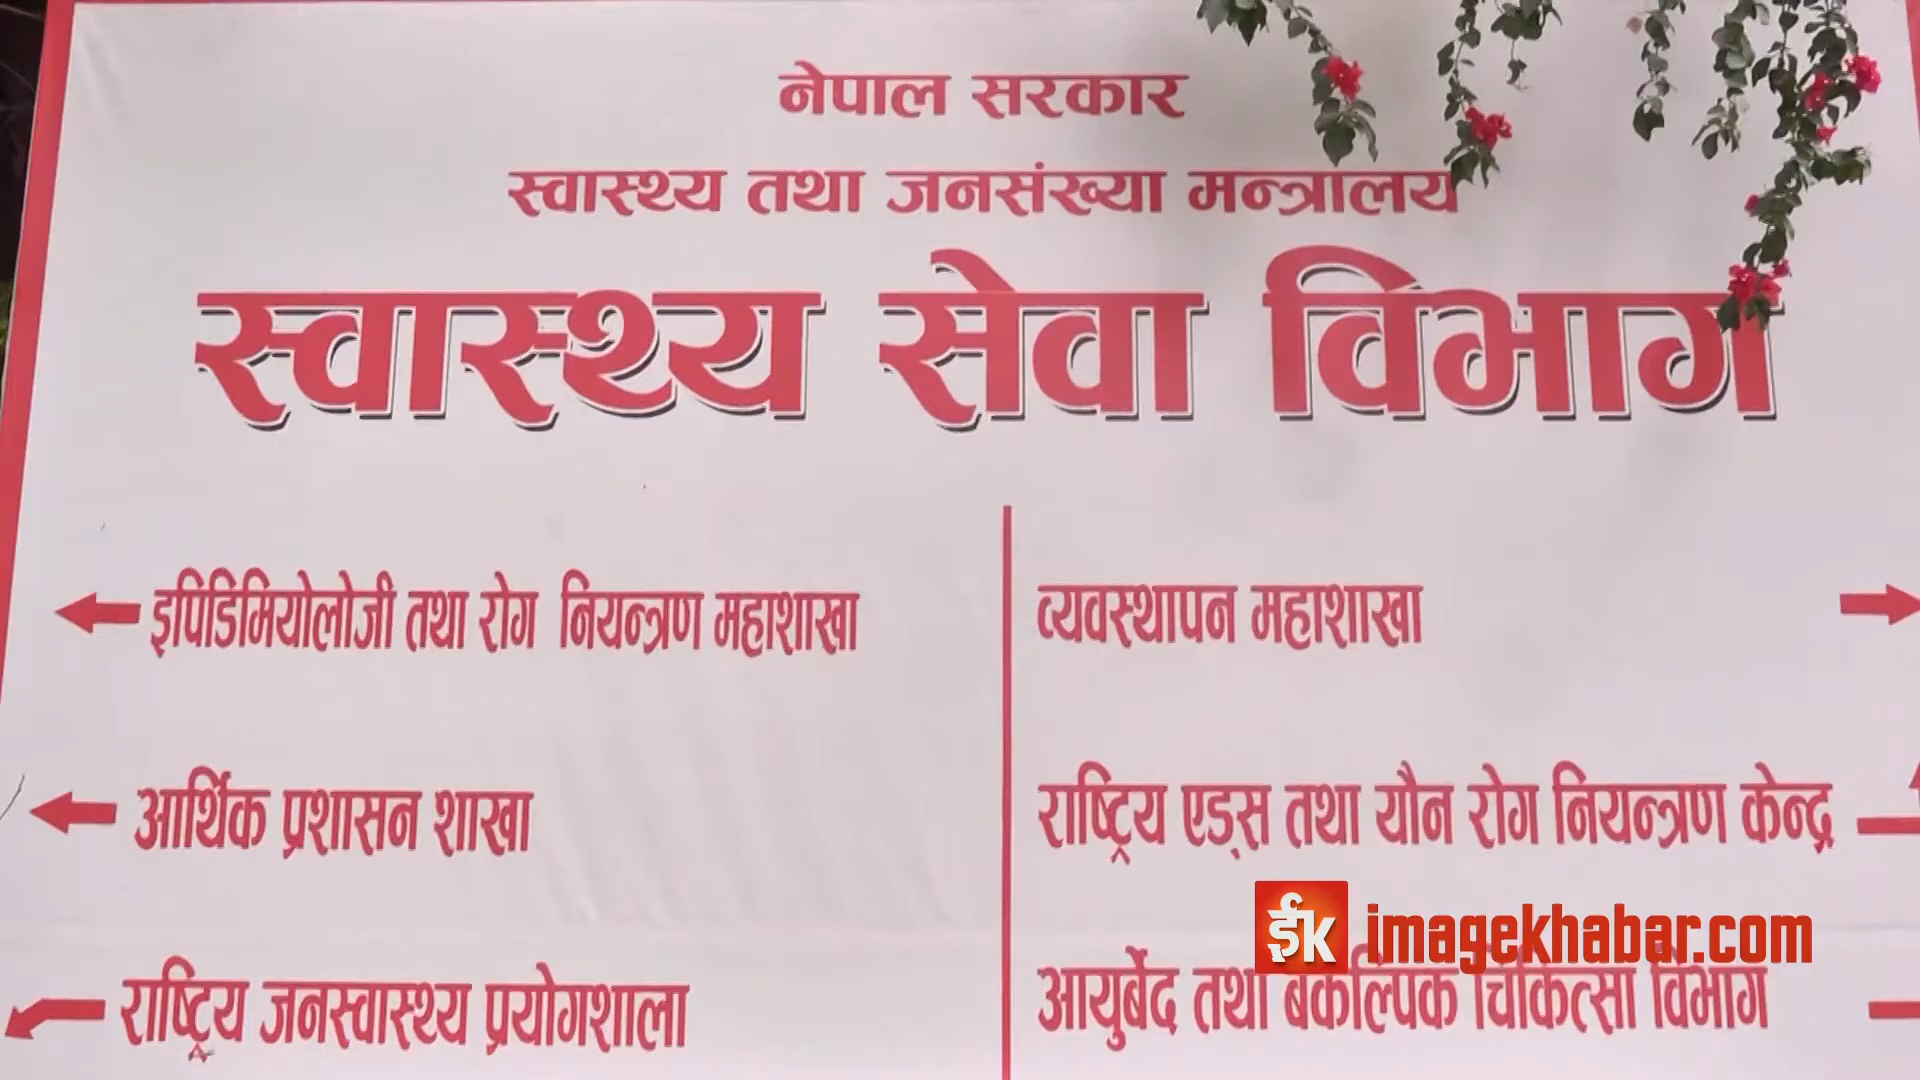 नेपाल सरकार
स्वास्थ्य तथा जनसंख्या मन्त्रालय
स्वास्थ्य सेवा विभाग
इपिडिमियोलोजी तथा रोग नियन्त्रण महाशाखा
आर्थिक प्रशासन शाखा
राष्ट्रिय जनस्वास्थ्य प्रयोगशाला
व्यवस्थापन महाशाखा
राष्ट्रिय एड्स तथा यौन रोग नियन्त्रण केन्द्र
आयुर्बेद तथा बैकल्पिक चिकित्सा विभाग
ईk imagekhabar.com